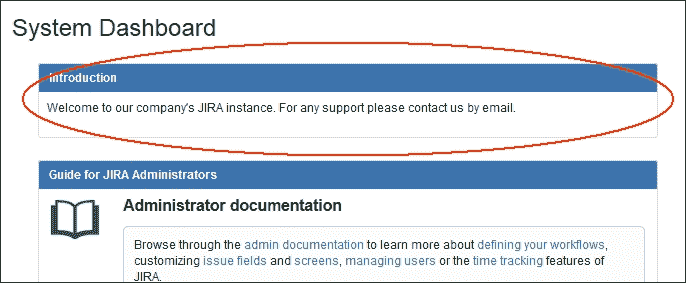 System Dashboard
Introduction
Welcome to our company's JIRA instance. For any support please contact us by email.
Guide for JIRA Administrators
Administrator documentation
Browse through the admin documentation to learn more about defining your workflows,
customizing issue fields and screens, managing users or the time tracking features of
JIRA.